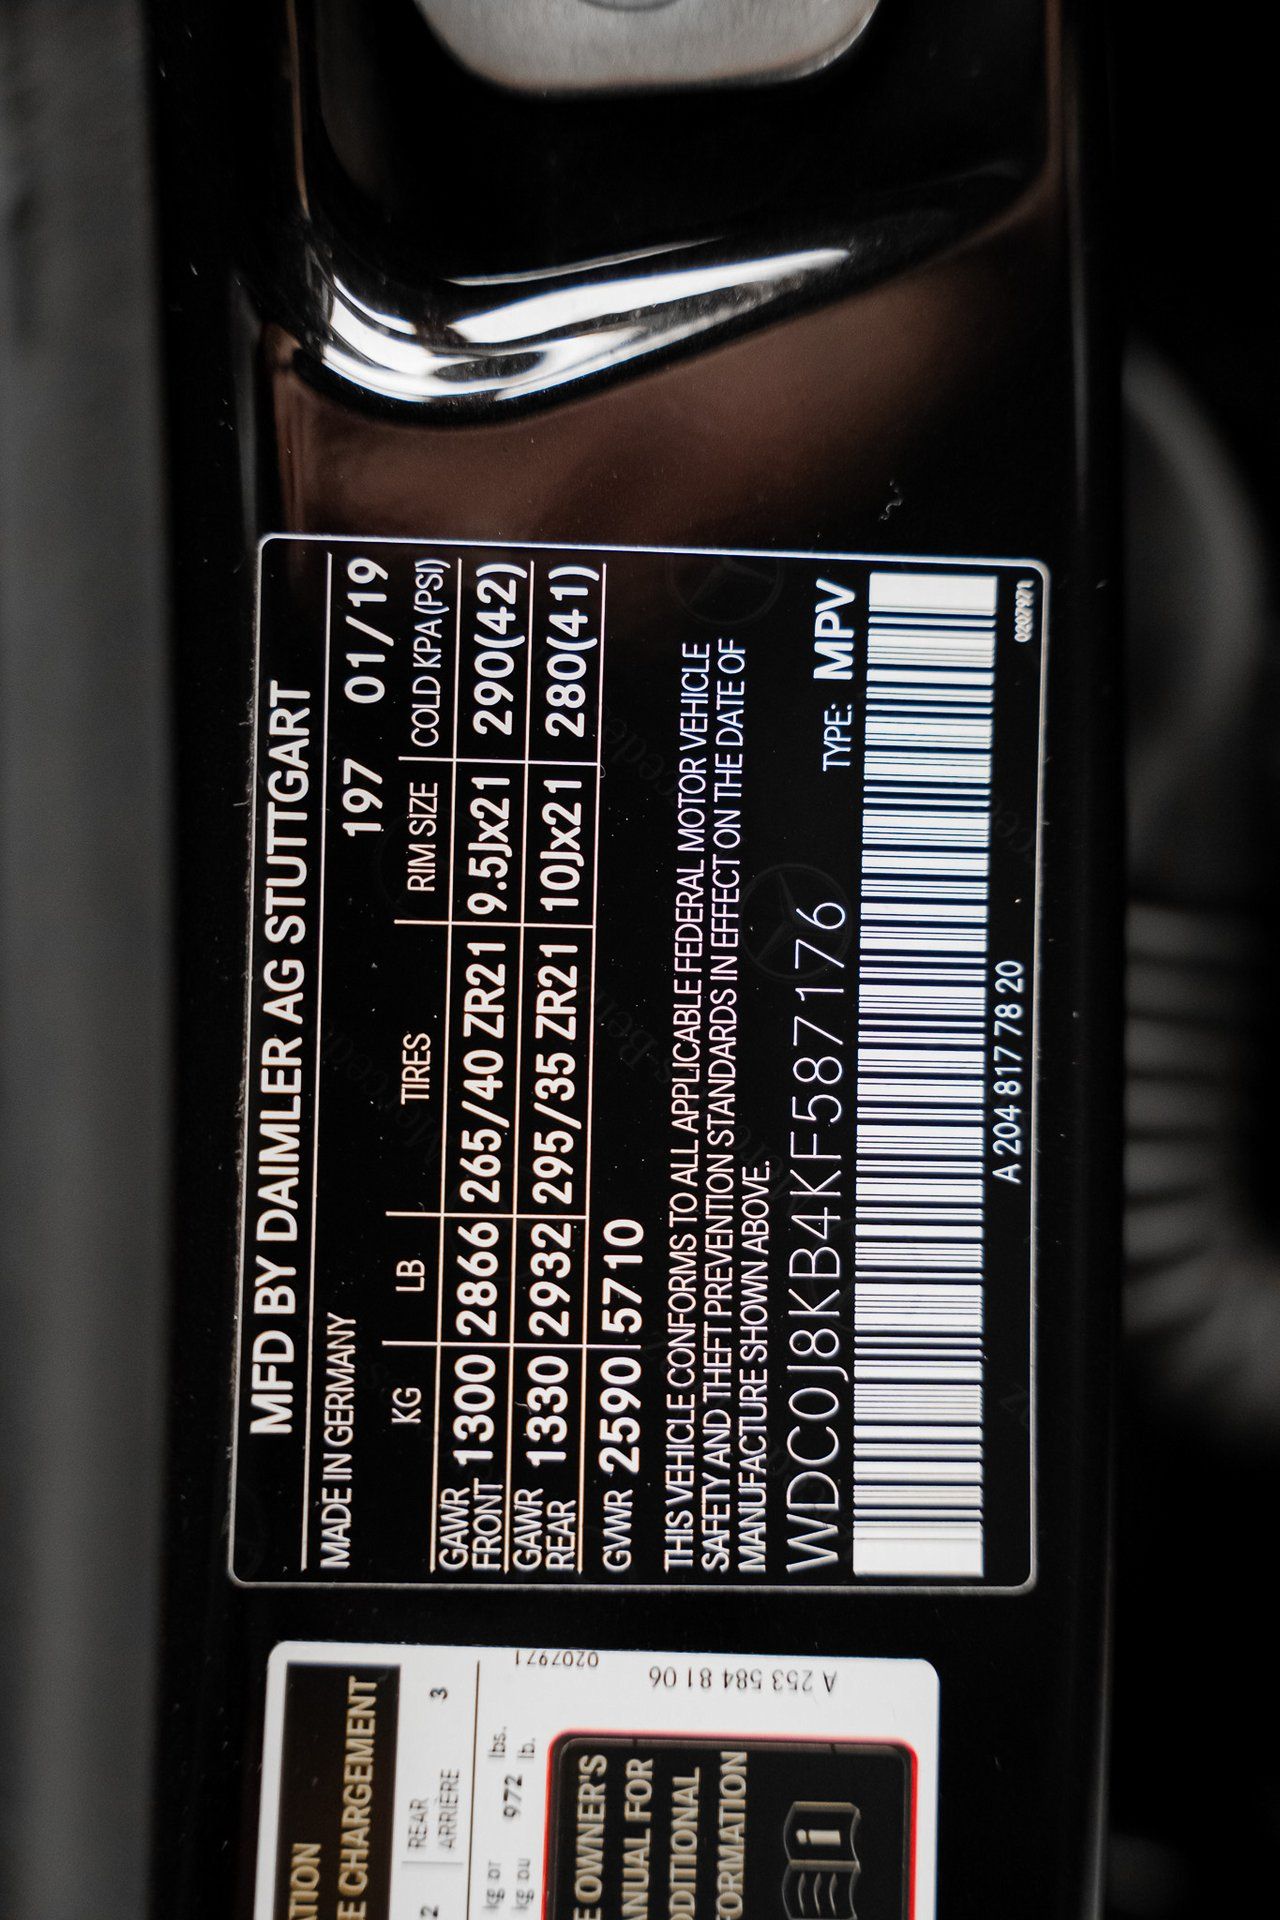 MFD BY DAIMLER AG STUTTGART
MADE IN GERMANY 197 01/19
KG LB TIRES RIM SIZE COLD KPA(PSI)
GAWR FRONT 1300 2866 265/40 ZR21 9.5Jx21 290(42)
GAWR REAR 1330 2932 295/35 ZR21 10Jx21 280(41)
GVWR 2590 5710
THIS VEHICLE CONFORMS TO ALL APPLICABLE FEDERAL MOTOR VEHICLE
SAFETY AND THEFT PREVENTION STANDARDS IN EFFECT ON THE DATE OF
MANUFACTURE SHOWN ABOVE.
WDC0J8KB4KF587176 TYPE: MPV
A 204 817 78 20
0207971
E CHARGEMENT
REAR
ARRIÈRE
3
kg or
lbs.
972 lb.
0207971
A 253 584 81 06
OWNER'S
FOR